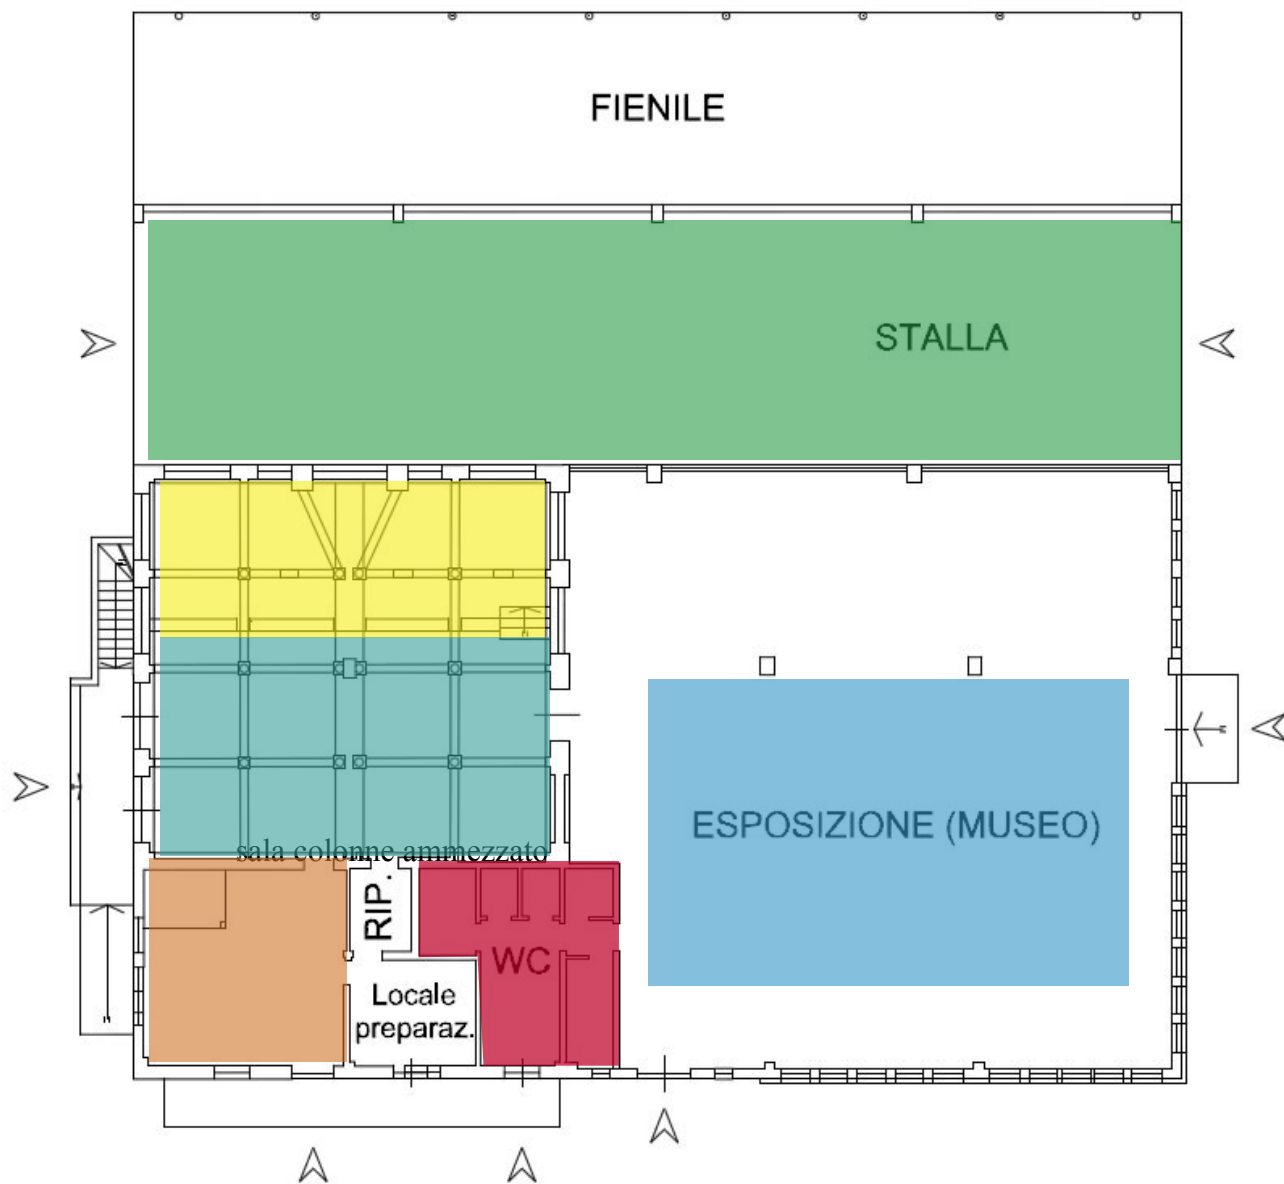 FIENILE
STALLA
ESPOSIZIONE (MUSEO)
sala colonne ammezzato
RIP.
WC
Locale
preparaz.